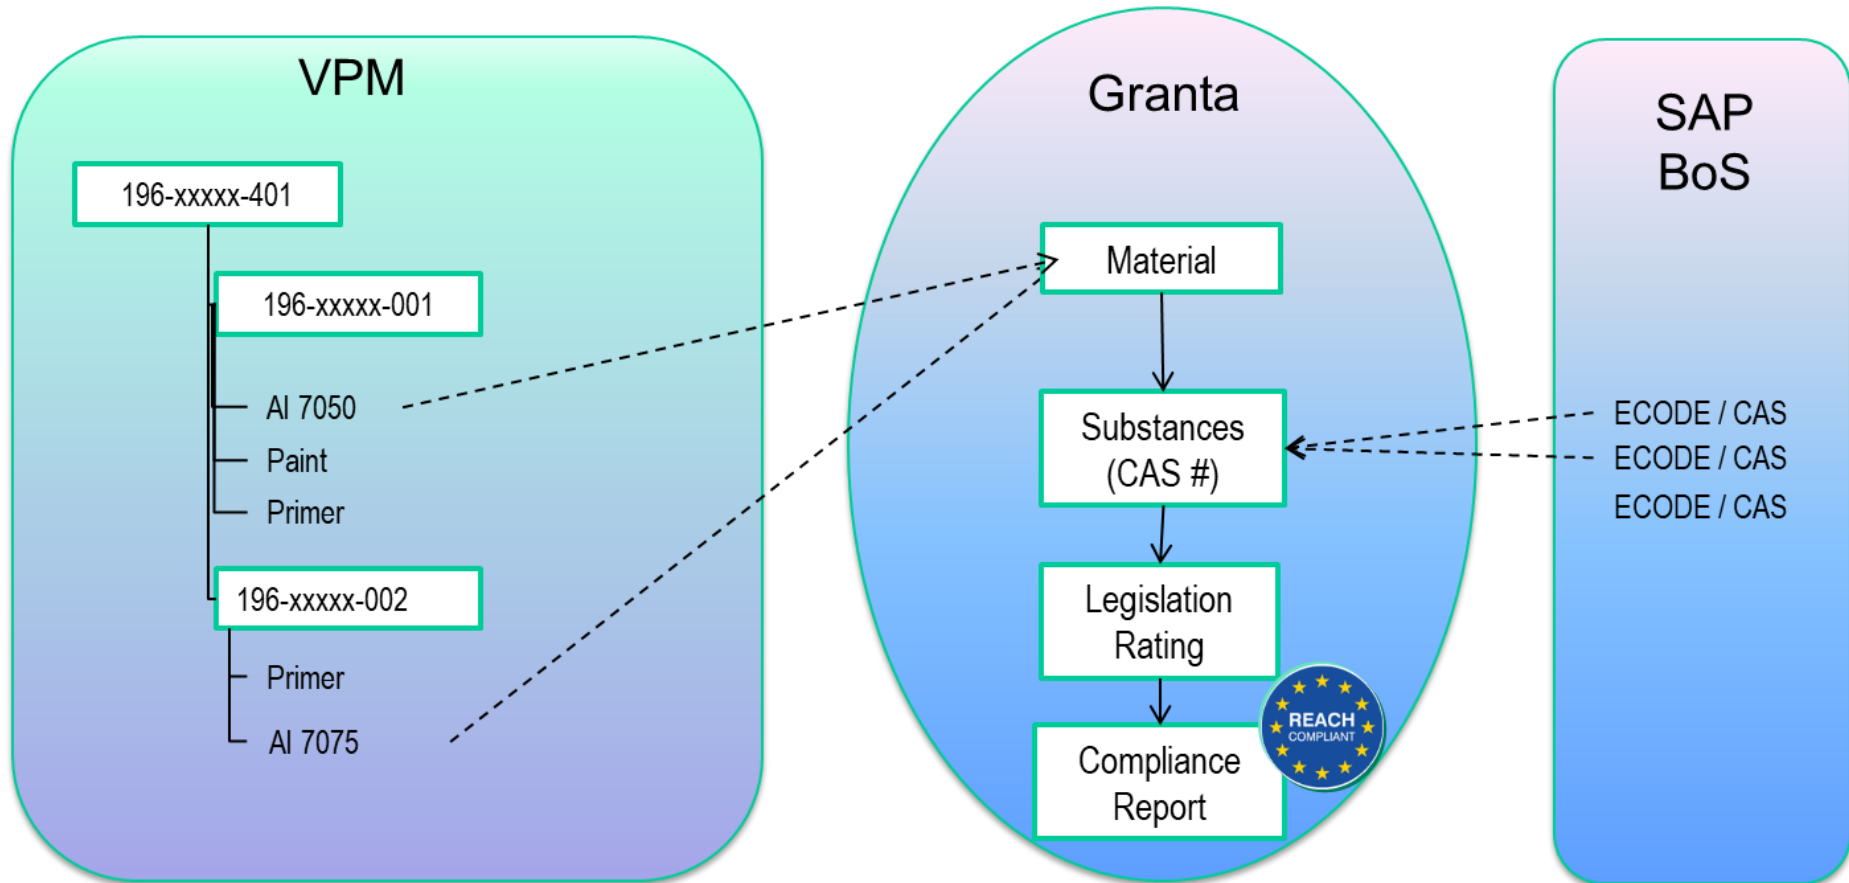 VPM
196-xxxxx-401
196-xxxxx-001
Al 7050
Paint
Primer
196-xxxxx-002
Primer
Al 7075
Granta
Material
Substances
(CAS #)
Legislation
Rating
Compliance
Report
REACH
COMPLIANT
SAP
BoS
ECODE / CAS
ECODE / CAS
ECODE / CAS